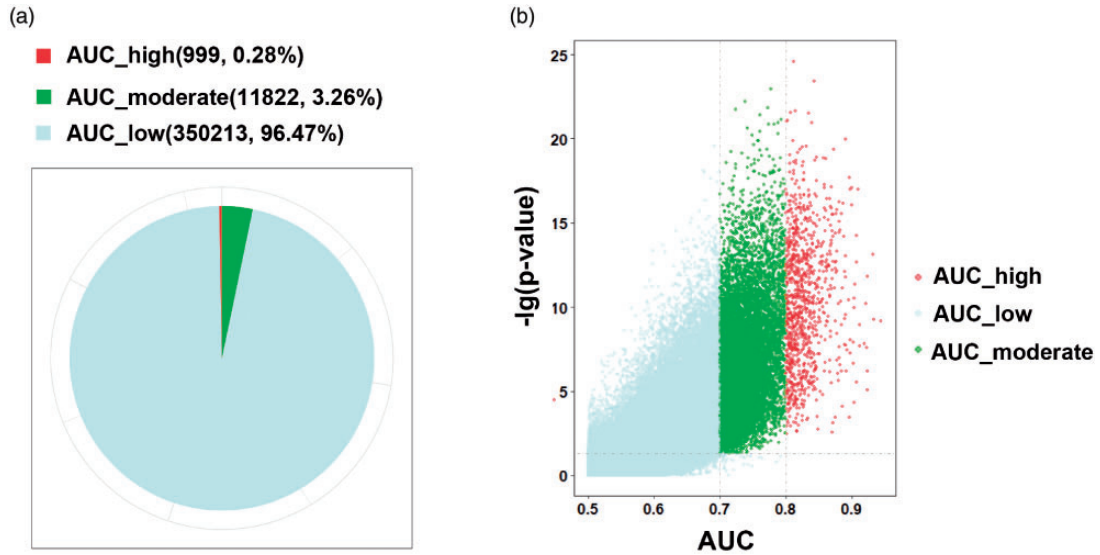 (a)
AUC_high(999, 0.28%)
AUC_moderate(11822, 3.26%)
AUC_low(350213, 96.47%)
(b)
25
20
15
10
5
0
-lg(p-value)
0.5 0.6 0.7 0.8 0.9
AUC
AUC_high
AUC_low
AUC_moderate